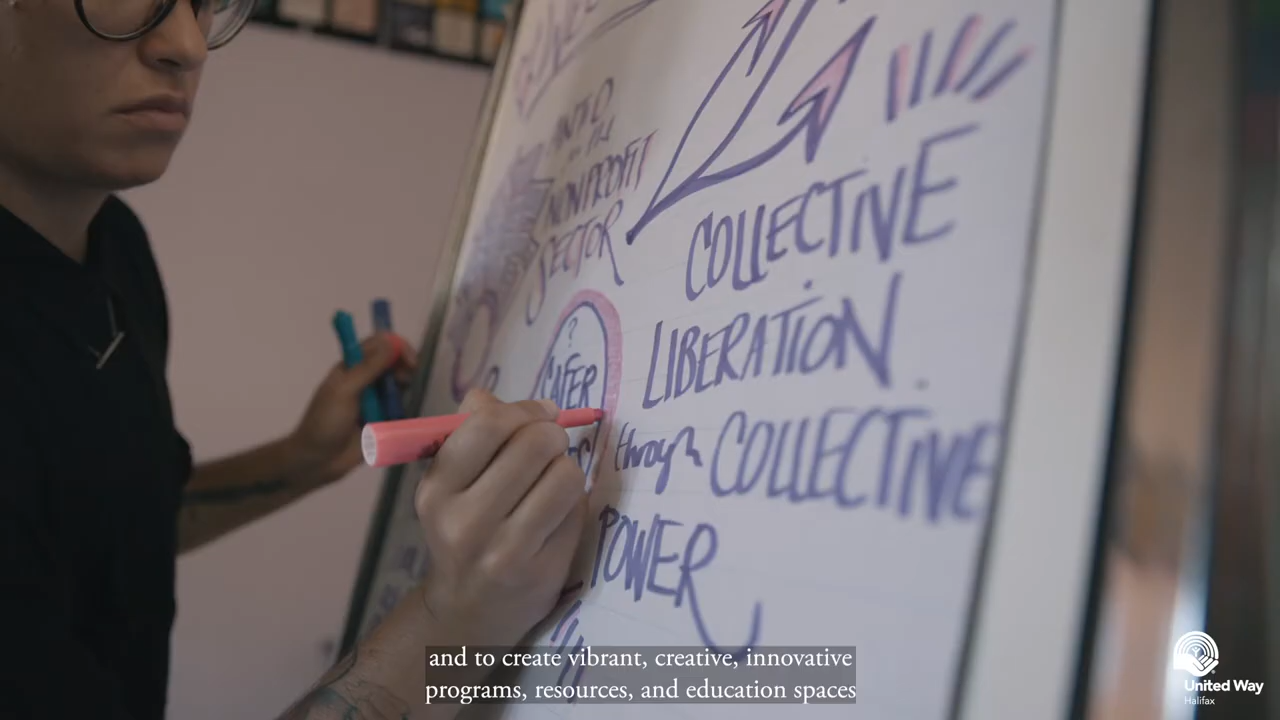 NONPROFIT
SECTOR
COLLECTIVE
LIBERATION
?
SAFER
through COLLECTIVE
POWER
and to create vibrant, creative, innovative
programs, resources, and education spaces
United Way
Halifax